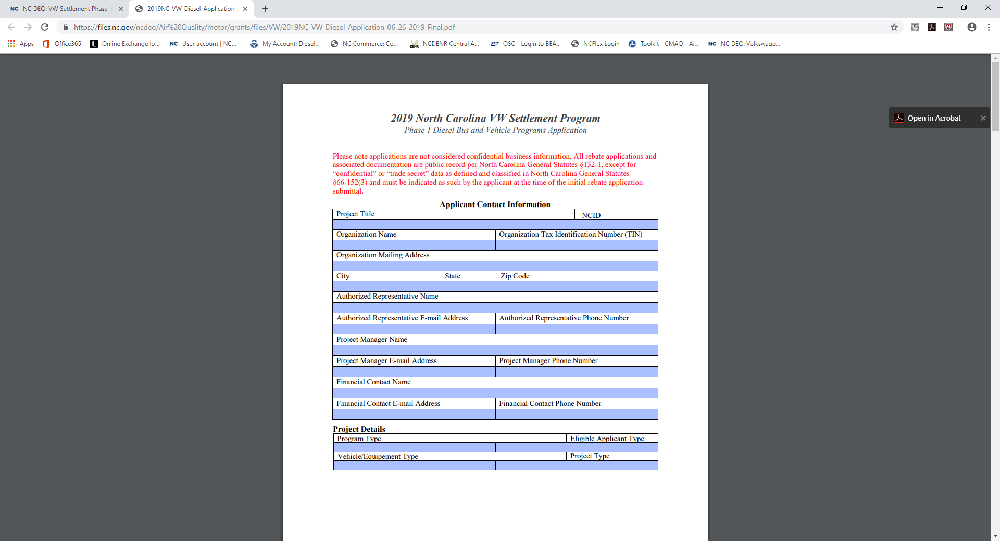 NC NC DEQ: VW Settlement Phase 1
2019NC-VW-Diesel-Application-
https://files.nc.gov/ncdeq/Air%20Quality/motor/grants/files/VW/2019NC-VW-Diesel-Application-06-26-2019-Final.pdf
Apps Office365 IL Online Exchange lo... NC User account | NC... My Account: Diesel... NC Commerce: Co... DENR NCDENR Central A... SAP OSC - Login to BEA... NCFlex Login Toolkit - CMAQ - Ai... NC NC DEQ: Volkswage...
Open in Acrobat
2019 North Carolina VW Settlement Program
Phase 1 Diesel Bus and Vehicle Programs Application
Please note applications are not considered confidential business information. All rebate applications and
associated documentation are public record per North Carolina General Statutes §132-1, except for
“confidential” or “trade secret” data as defined and classified in North Carolina General Statutes
§66-152(3) and must be indicated as such by the applicant at the time of the initial rebate application
submittal.
Applicant Contact Information
Project Title NCID
Organization Name Organization Tax Identification Number (TIN)
Organization Mailing Address
City State Zip Code
Authorized Representative Name
Authorized Representative E-mail Address Authorized Representative Phone Number
Project Manager Name
Project Manager E-mail Address Project Manager Phone Number
Financial Contact Name
Financial Contact E-mail Address Financial Contact Phone Number
Project Details
Program Type Eligible Applicant Type
Vehicle/Equipement Type Project Type